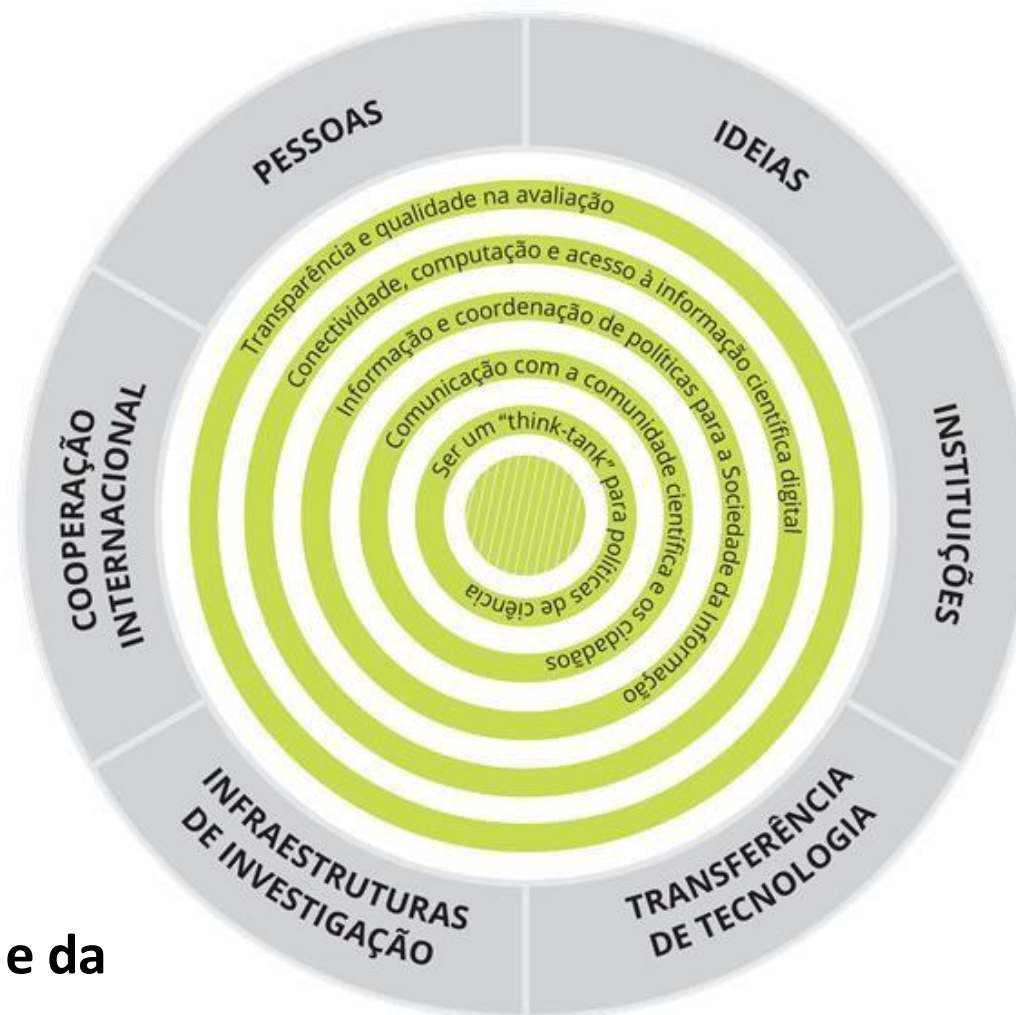 PESSOAS
IDEIAS
INSTITUIÇÕES
TRANSFERÊNCIA
DE TECNOLOGIA
INFRAESTRUTURAS
DE INVESTIGAÇÃO
COOPERAÇÃO
INTERNACIONAL
Transparência e qualidade na avaliação
Conectividade, computação e acesso à informação científica digital
Informação e coordenação de políticas para a Sociedade da Informação
Comunicação com a comunidade científica e os cidadãos
Ser um "think-tank" para políticas de ciência
e da